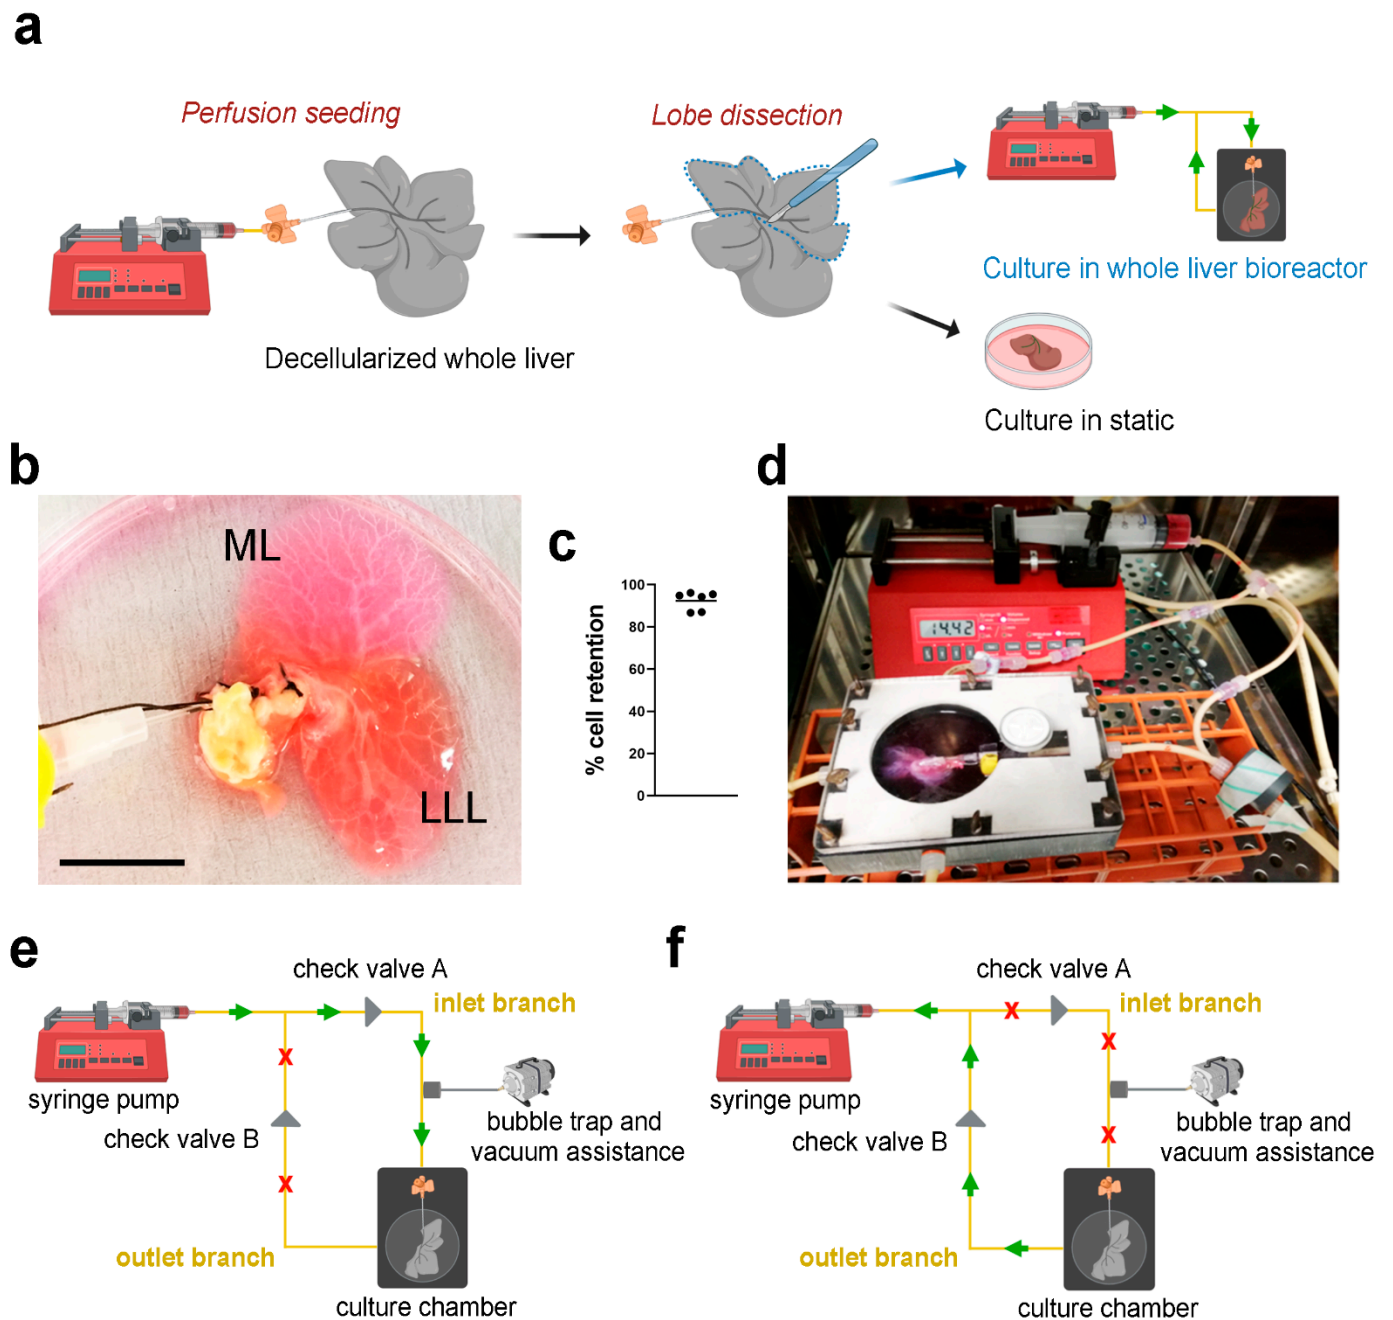 a
Perfusion seeding
Lobe dissection
Culture in whole liver bioreactor
Decellularized whole liver
Culture in static
b
ML
LLL
c
% cell retention
100
80
60
40
20
0
d
14.42
e
check valve A
inlet branch
X
syringe pump
check valve B
bubble trap and
vacuum assistance
X
outlet branch
culture chamber
f
check valve A
X
inlet branch
X
syringe pump
check valve B
bubble trap and
vacuum assistance
X
outlet branch
culture chamber